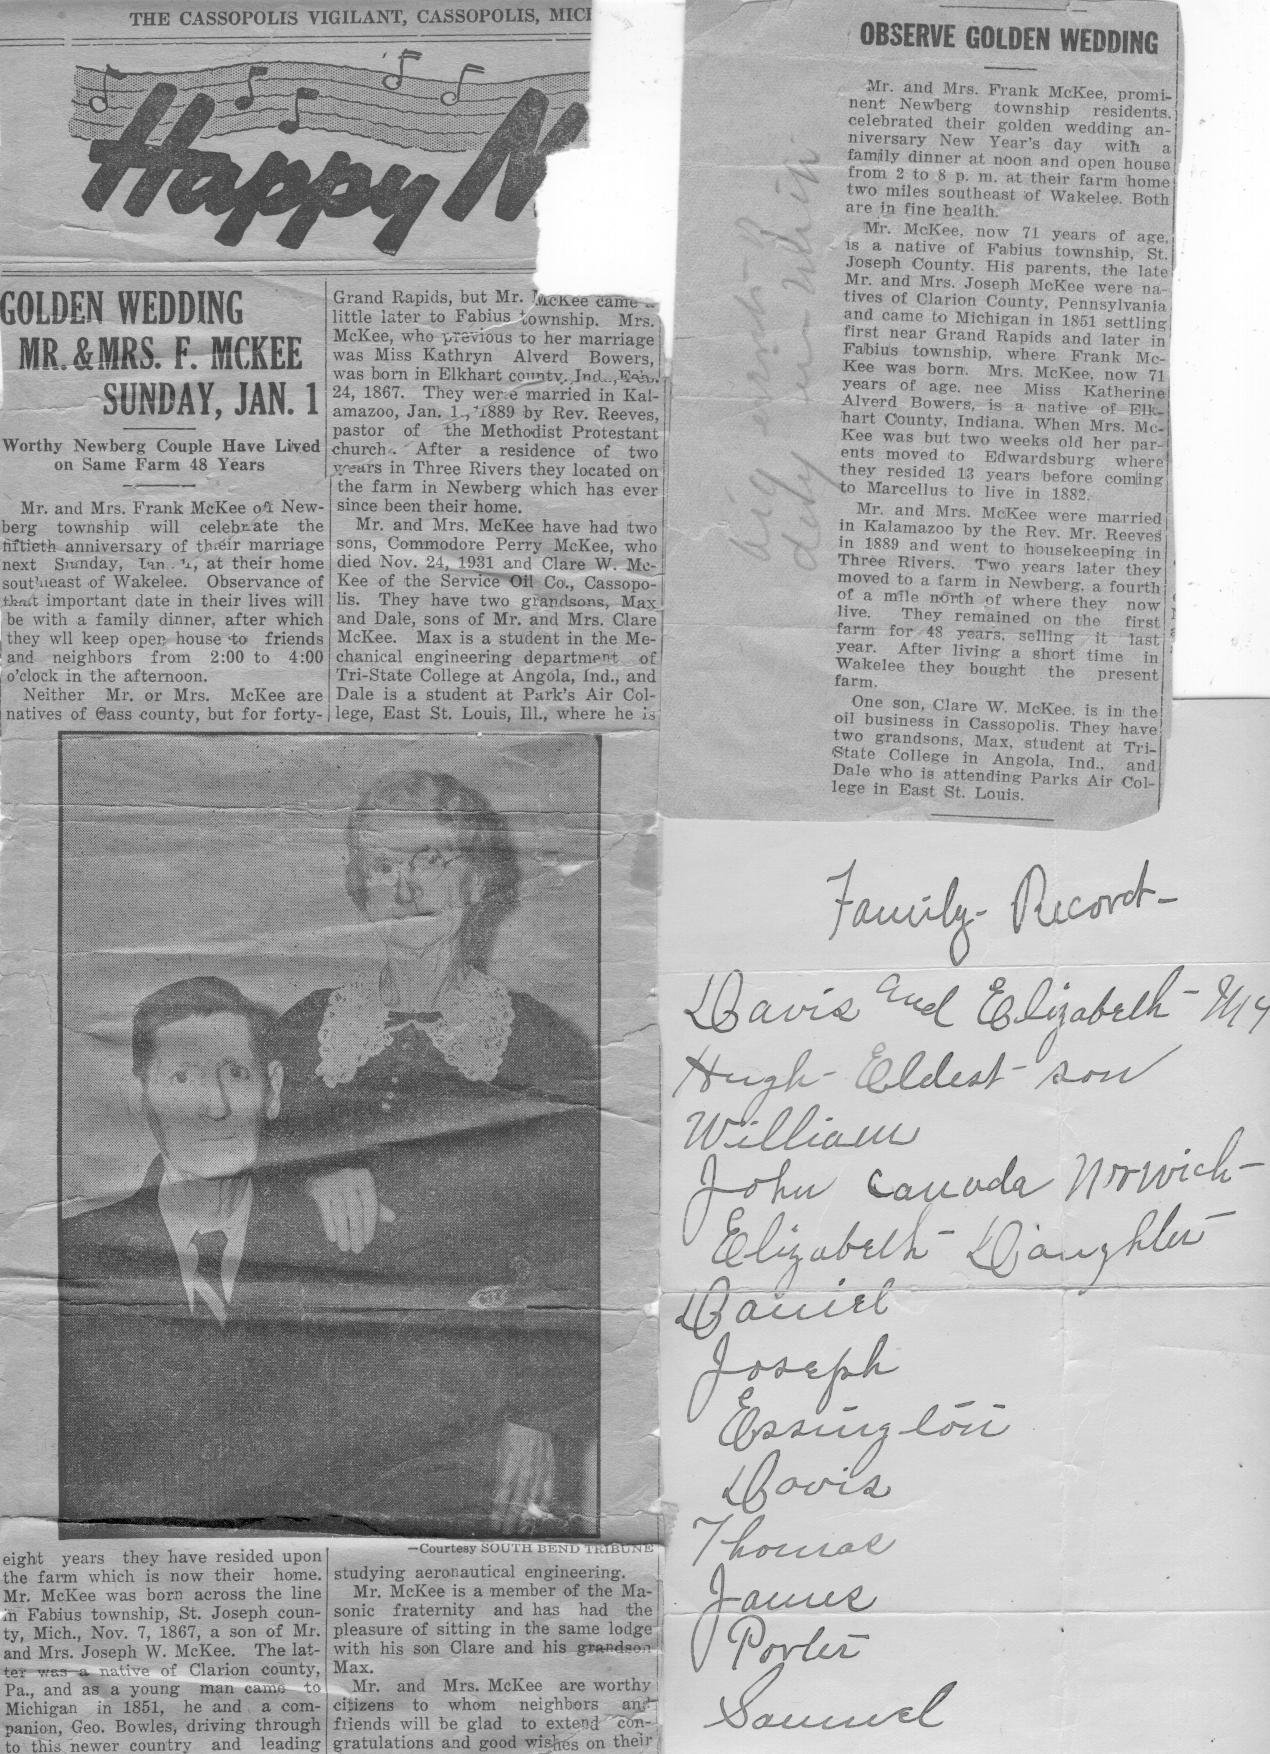 THE CASSOPOLIS VIGILANT, CASSOPOLIS, MICH
Happy N
GOLDEN WEDDING
MR. & MRS. F. MCKEE
SUNDAY, JAN. 1
Worthy Newberg Couple Have Lived
on Same Farm 48 Years
Mr. and Mrs. Frank McKee of New-
berg township will celebrate the
fiftieth anniversary of their marriage
next Sunday, Jan. 1, at their home
southeast of Wakelee. Observance of
that important date in their lives will
be with a family dinner, after which
they wll keep open house to friends
and neighbors from 2:00 to 4:00
o'clock in the afternoon.
Neither Mr. or Mrs. McKee are
natives of Cass county, but for forty-
eight years they have resided upon
the farm which is now their home.
Mr. McKee was born across the line
in Fabius township, St. Joseph coun-
ty, Mich., Nov. 7, 1867, a son of Mr.
and Mrs. Joseph W. McKee. The lat-
ter was a native of Clarion county,
Pa., and as a young man came to
Michigan in 1851, he and a com-
panion, Geo. Bowles, driving through
to this newer country and leading
Grand Rapids, but Mr. McKee came a
little later to Fabius township. Mrs.
McKee, who previous to her marriage
was Miss Kathryn Alverd Bowers,
was born in Elkhart county, Ind., Feb.
24, 1867. They were married in Kal-
amazoo, Jan. 1, 1889 by Rev. Reeves,
pastor of the Methodist Protestant
church. After a residence of two
years in Three Rivers they located on
the farm in Newberg which has ever
since been their home.
Mr. and Mrs. McKee have had two
sons, Commodore Perry McKee, who
died Nov. 24, 1931 and Clare W. Mc-
Kee of the Service Oil Co., Cassopo-
lis. They have two grandsons, Max
and Dale, sons of Mr. and Mrs. Clare
McKee. Max is a student in the Me-
chanical engineering department of
Tri-State College at Angola, Ind., and
Dale is a student at Park's Air Col-
lege, East St. Louis, Ill., where he is
—Courtesy SOUTH BEND TRIBUNE
studying aeronautical engineering.
Mr. McKee is a member of the Ma-
sonic fraternity and has had the
pleasure of sitting in the same lodge
with his son Clare and his grandson
Max.
Mr. and Mrs. McKee are worthy
citizens to whom neighbors and
friends will be glad to extend con-
gratulations and good wishes on their
OBSERVE GOLDEN WEDDING
Mr. and Mrs. Frank McKee, promi-
nent Newberg township residents,
celebrated their golden wedding an-
niversary New Year's day with a
family dinner at noon and open house
from 2 to 8 p. m. at their farm home
two miles southeast of Wakelee. Both
are in fine health.
Mr. McKee, now 71 years of age,
is a native of Fabius township, St.
Joseph County. His parents, the late
Mr. and Mrs. Joseph McKee were na-
tives of Clarion County, Pennsylvania
and came to Michigan in 1851 settling
first near Grand Rapids and later in
Fabius township, where Frank Mc-
Kee was born. Mrs. McKee, now 71
years of age, nee Miss Katherine
Alverd Bowers, is a native of Elk-
hart County, Indiana. When Mrs. Mc-
Kee was but two weeks old her par-
ents moved to Edwardsburg where
they resided 13 years before coming
to Marcellus to live in 1882.
Mr. and Mrs. McKee were married
in Kalamazoo by the Rev. Mr. Reeves
in 1889 and went to housekeeping in
Three Rivers. Two years later they
moved to a farm in Newberg, a fourth
of a mile north of where they now
live. They remained on the first
farm for 48 years, selling it last
year. After living a short time in
Wakelee they bought the present
farm.
One son, Clare W. McKee, is in the
oil business in Cassopolis. They have
two grandsons, Max, student at Tri-
State College in Angola, Ind., and
Dale who is attending Parks Air Col-
lege in East St. Louis.
Family - Record -
Davis and Elizabeth - My
Hugh - Eldest - son
William
John Canada Norwich -
Elizabeth - Daughter
Daniel
Joseph
Essington
Davis
Thomas
James
Porter
Samuel